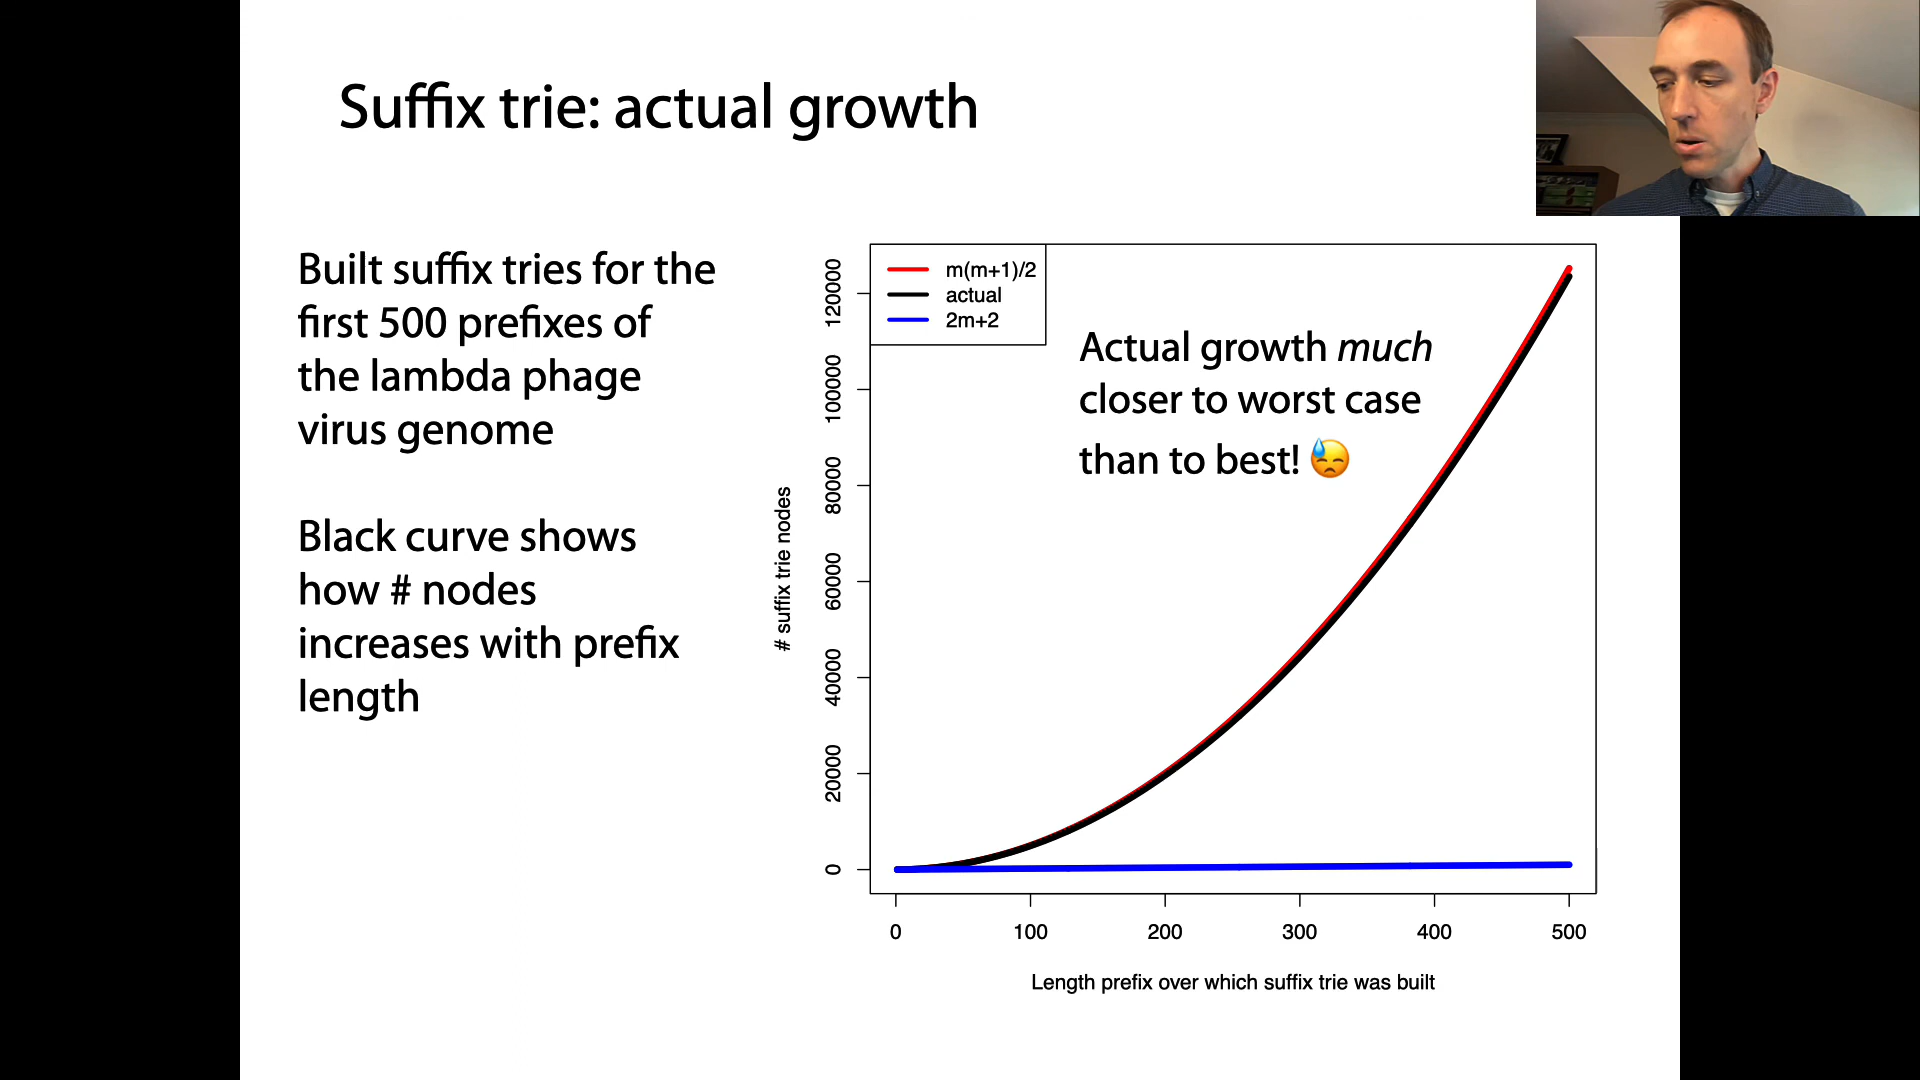 Suffix trie: actual growth
Built suffix tries for the
first 500 prefixes of
the lambda phage
virus genome
Black curve shows
how # nodes
increases with prefix
length
m(m+1)/2
actual
2m+2
Actual growth much
closer to worst case
than to best! 😓
# suffix trie nodes
120000
100000
80000
60000
40000
20000
0
0 100 200 300 400 500
Length prefix over which suffix trie was built